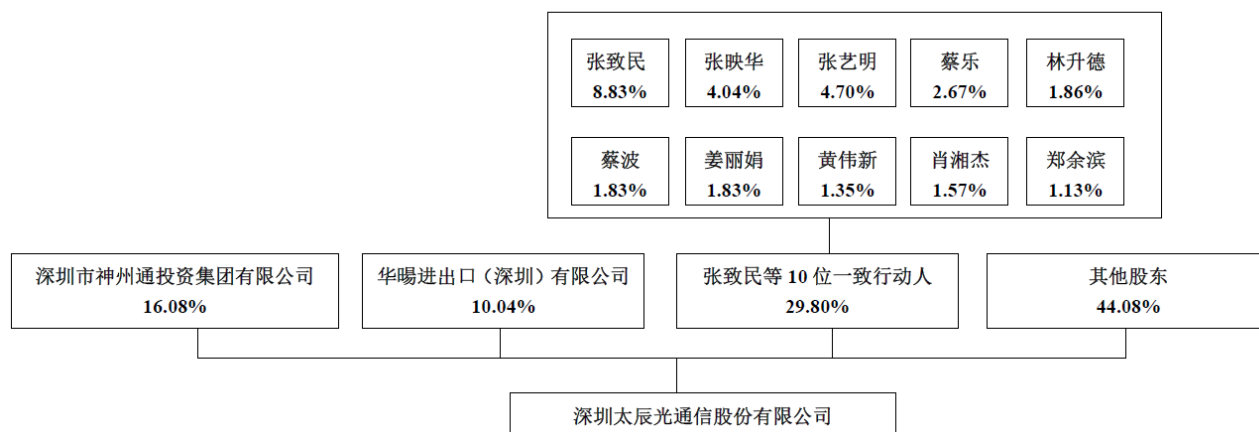 张致民
8.83%
张映华
4.04%
张艺明
4.70%
蔡乐
2.67%
林升德
1.86%
蔡波
1.83%
姜丽娟
1.83%
黄伟新
1.35%
肖湘杰
1.57%
郑余滨
1.13%
深圳市神州通投资集团有限公司
16.08%
华暘进出口（深圳）有限公司
10.04%
张致民等 10 位一致行动人
29.80%
其他股东
44.08%
深圳太辰光通信股份有限公司